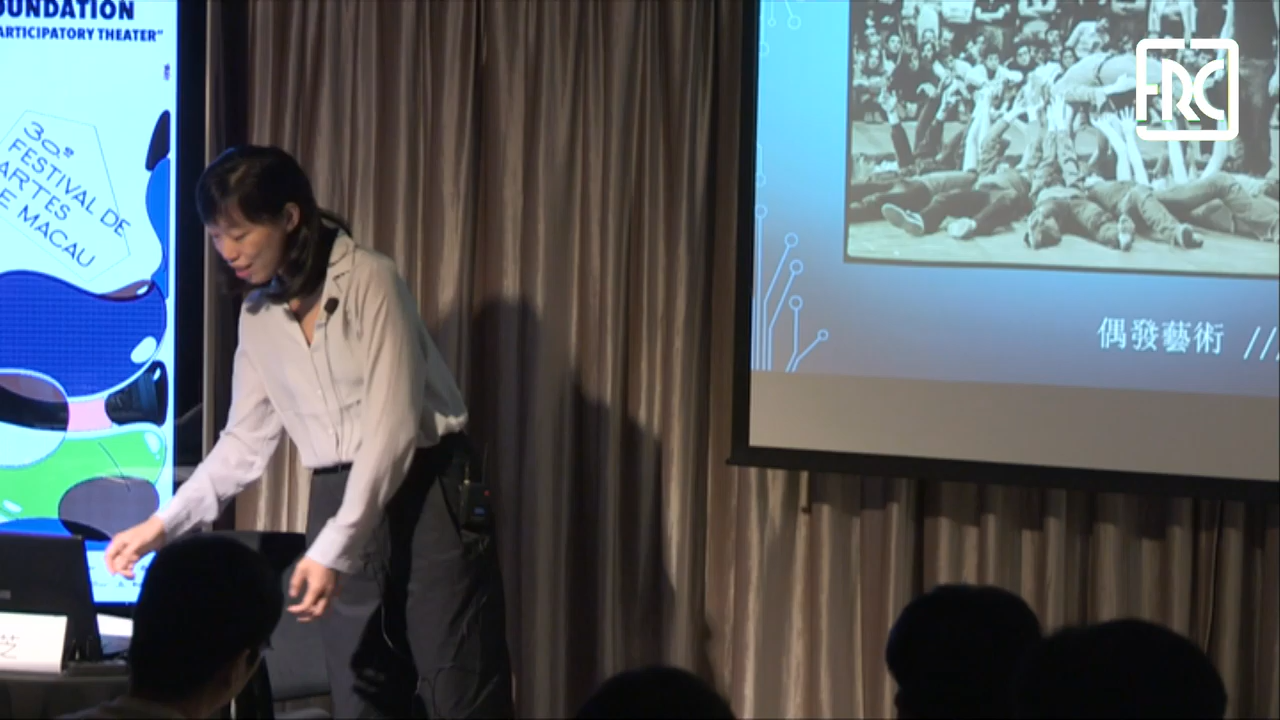 OUNDATION
ARTICIPATORY THEATER”
30º
FESTIVAL DE
ARTES
E MACAU
芝
FRC
偶發藝術 //